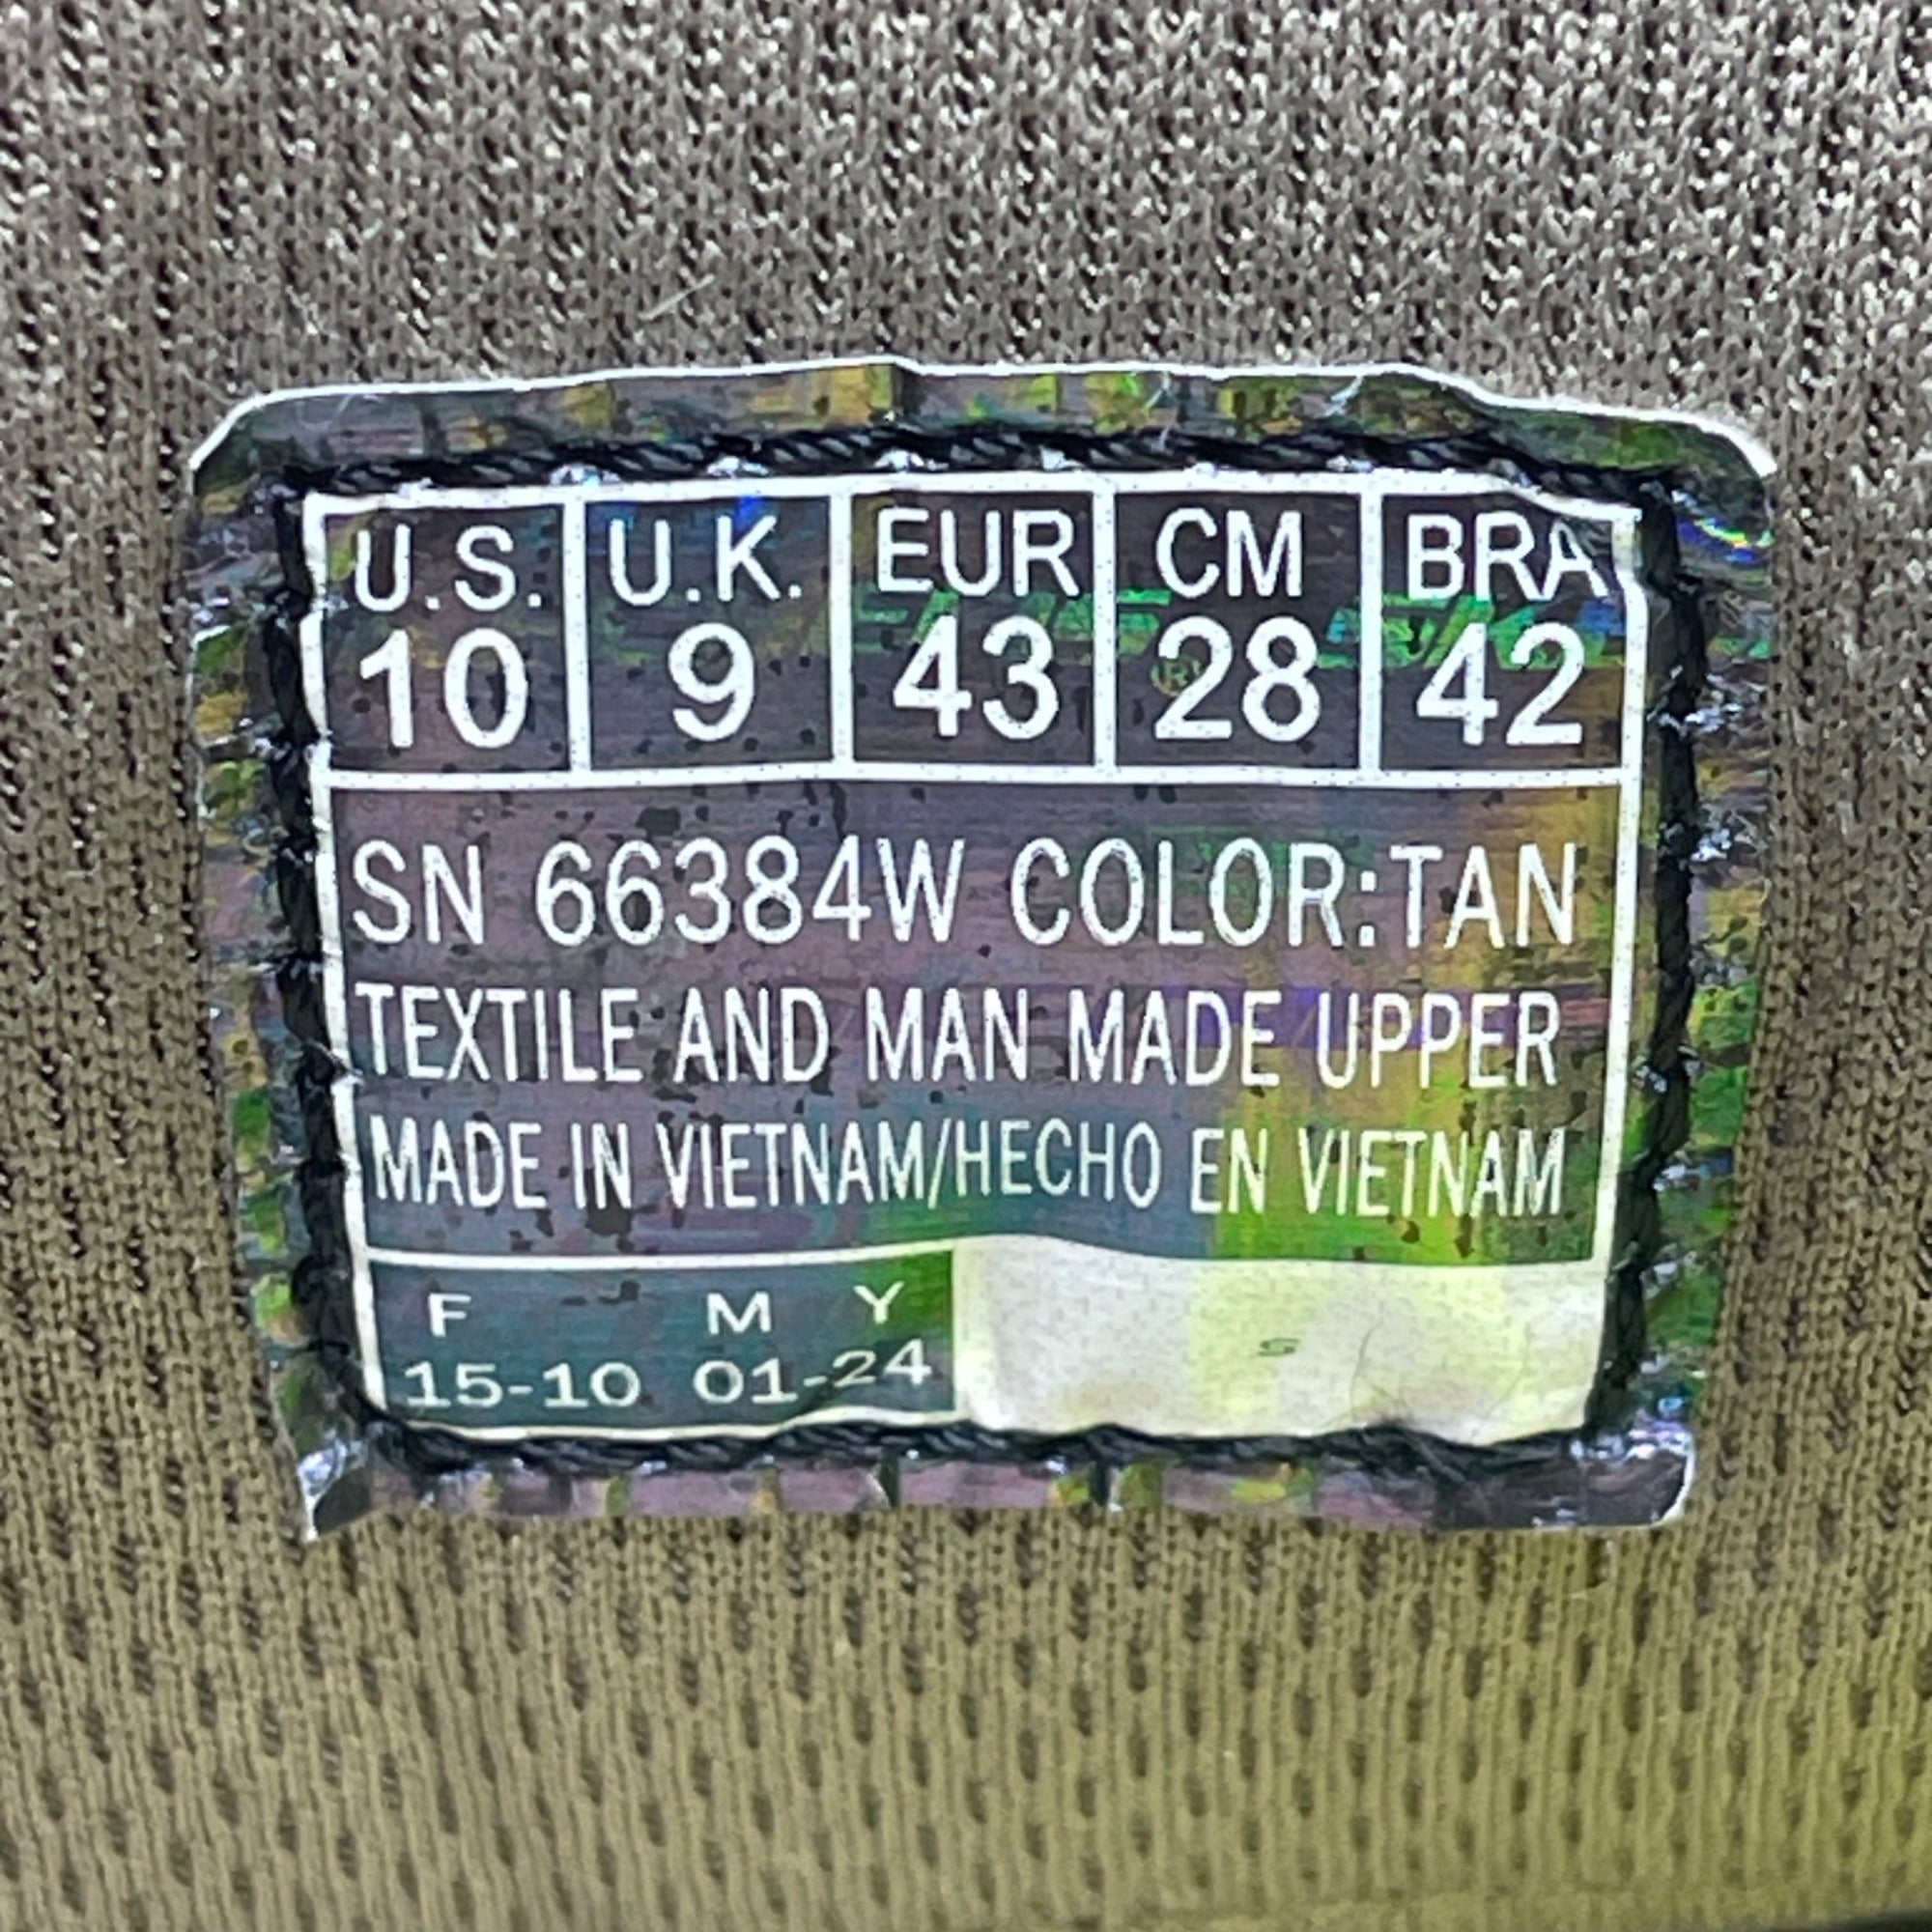 U.S. U.K. EUR CM BRA
10 9 43 28 42
SN 66384W COLOR:TAN
TEXTILE AND MAN MADE UPPER
MADE IN VIETNAM/HECHO EN VIETNAM
F M Y
15-10 01-24
S